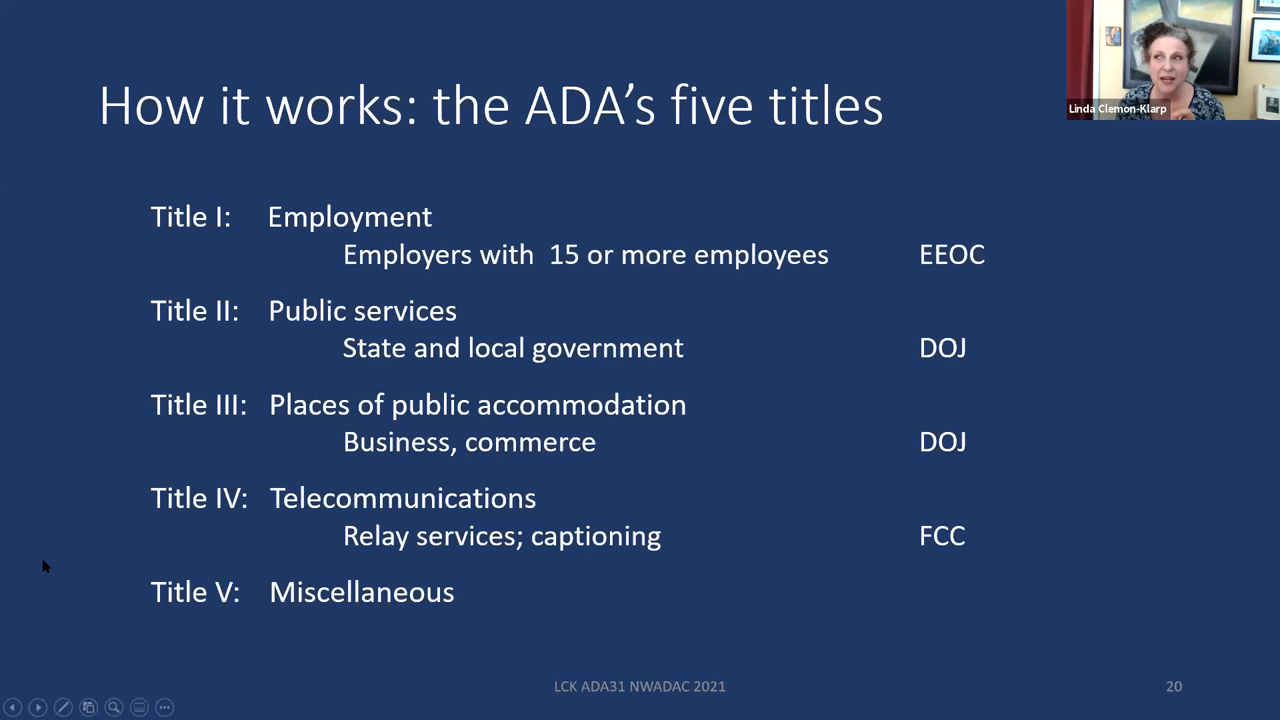 How it works: the ADA's five titles
Linda Clemon-Klarp
Title I: Employment
Employers with 15 or more employees EEOC
Title II: Public services
State and local government DOJ
Title III: Places of public accommodation
Business, commerce DOJ
Title IV: Telecommunications
Relay services; captioning FCC
Title V: Miscellaneous
LCK ADA31 NWADAC 2021 20